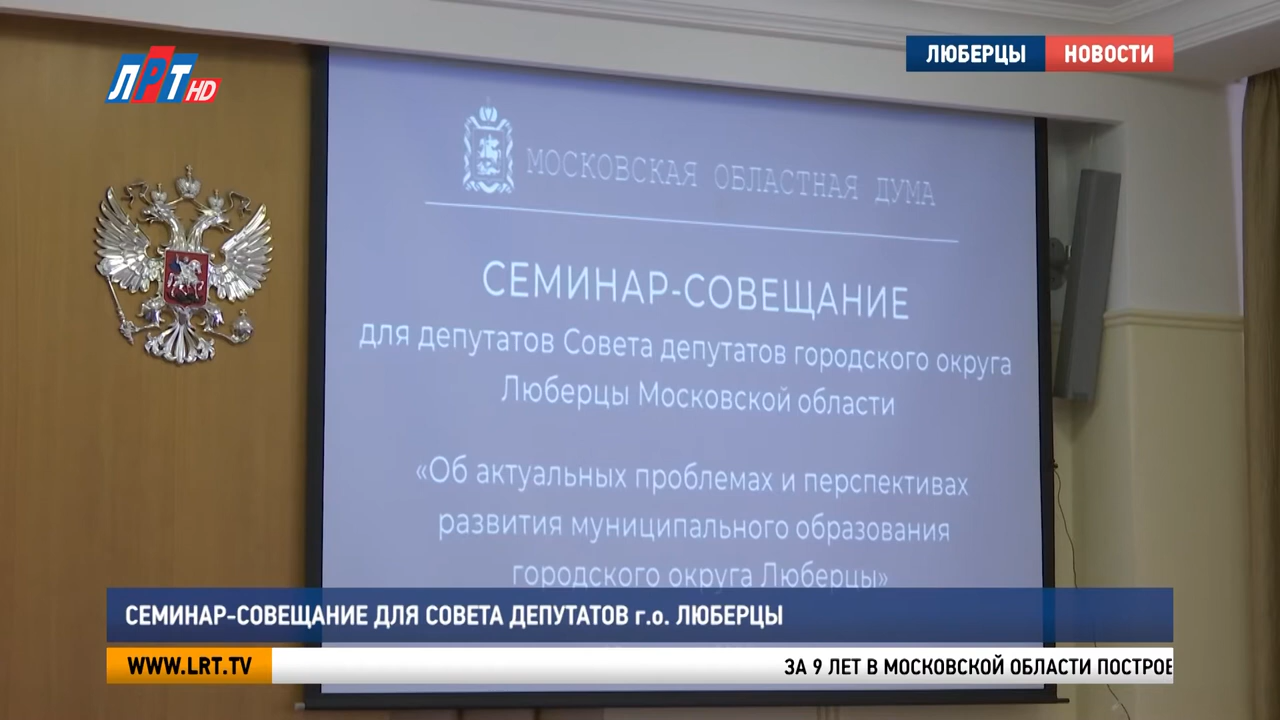 ЛРТ HD
ЛЮБЕРЦЫ НОВОСТИ
МОСКОВСКАЯ ОБЛАСТНАЯ ДУМА
СЕМИНАР-СОВЕЩАНИЕ
для депутатов Совета депутатов городского округа
Люберцы Московской области
«Об актуальных проблемах и перспективах
развития муниципального образования
городского округа Люберцы»
СЕМИНАР-СОВЕЩАНИЕ ДЛЯ СОВЕТА ДЕПУТАТОВ г.о. ЛЮБЕРЦЫ
WWW.LRT.TV
ЗА 9 ЛЕТ В МОСКОВСКОЙ ОБЛАСТИ ПОСТРОЕ